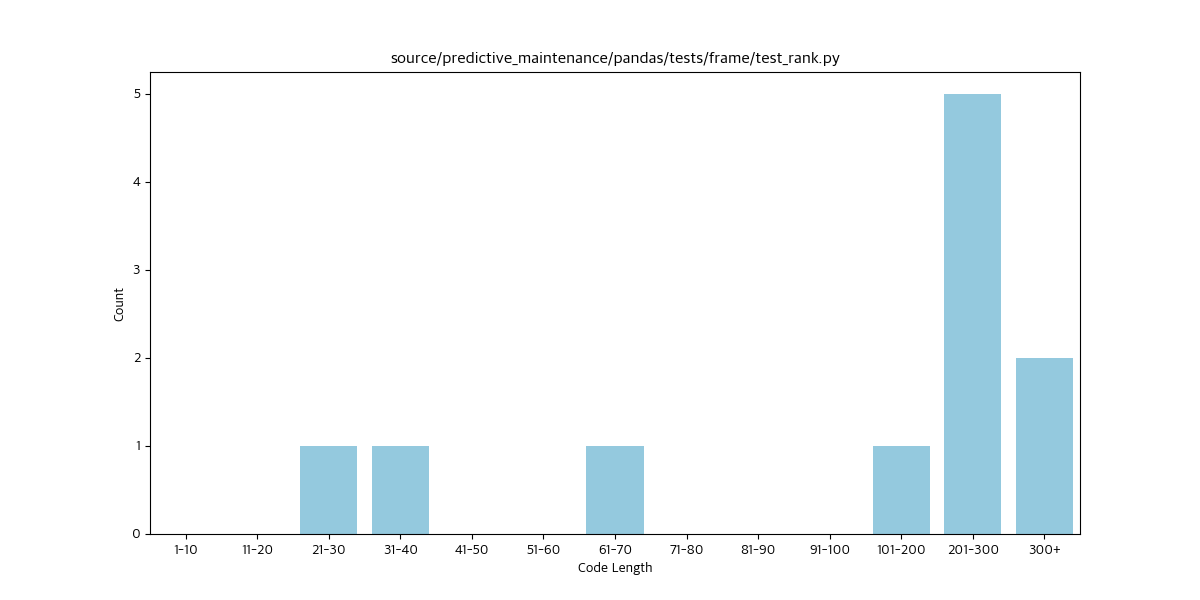 source/predictive_maintenance/pandas/tests/frame/test_rank.py
5
4
3
2
1
0
Count
1-10 11-20 21-30 31-40 41-50 51-60 61-70 71-80 81-90 91-100 101-200 201-300 300+
Code Length